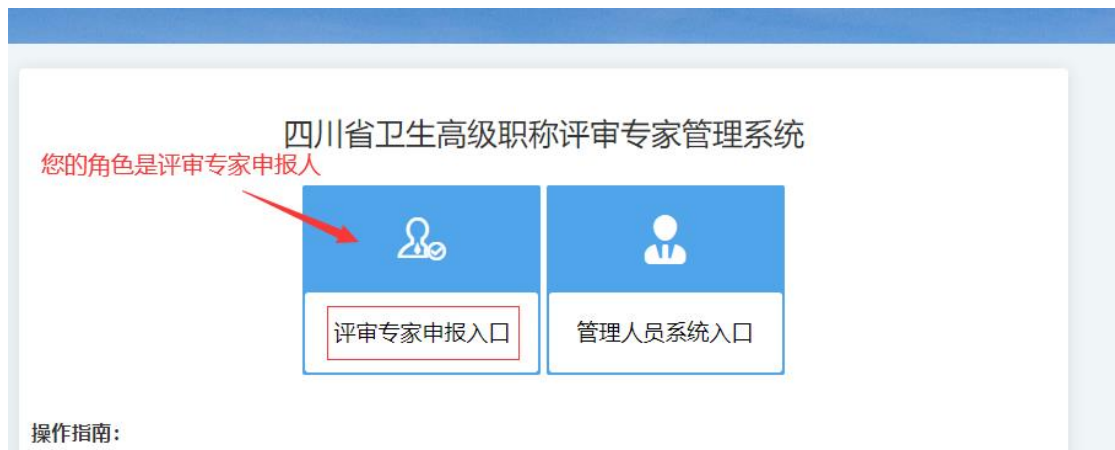 四川省卫生高级职称评审专家管理系统
您的角色是评审专家申报人
评审专家申报入口
管理人员系统入口
操作指南：